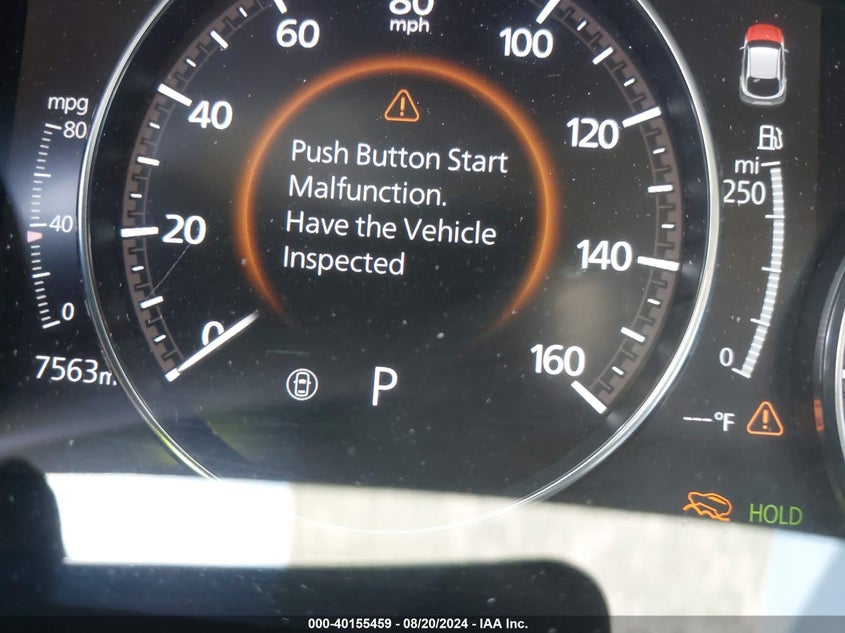 80
mph
60
100
mpg
80
40
120
Push Button Start
Malfunction.
Have the Vehicle
Inspected
mi
250
40
20
140
0
0
160
0
7563m
P
---°F
HOLD
000-40155459 - 08/20/2024 - IAA Inc.